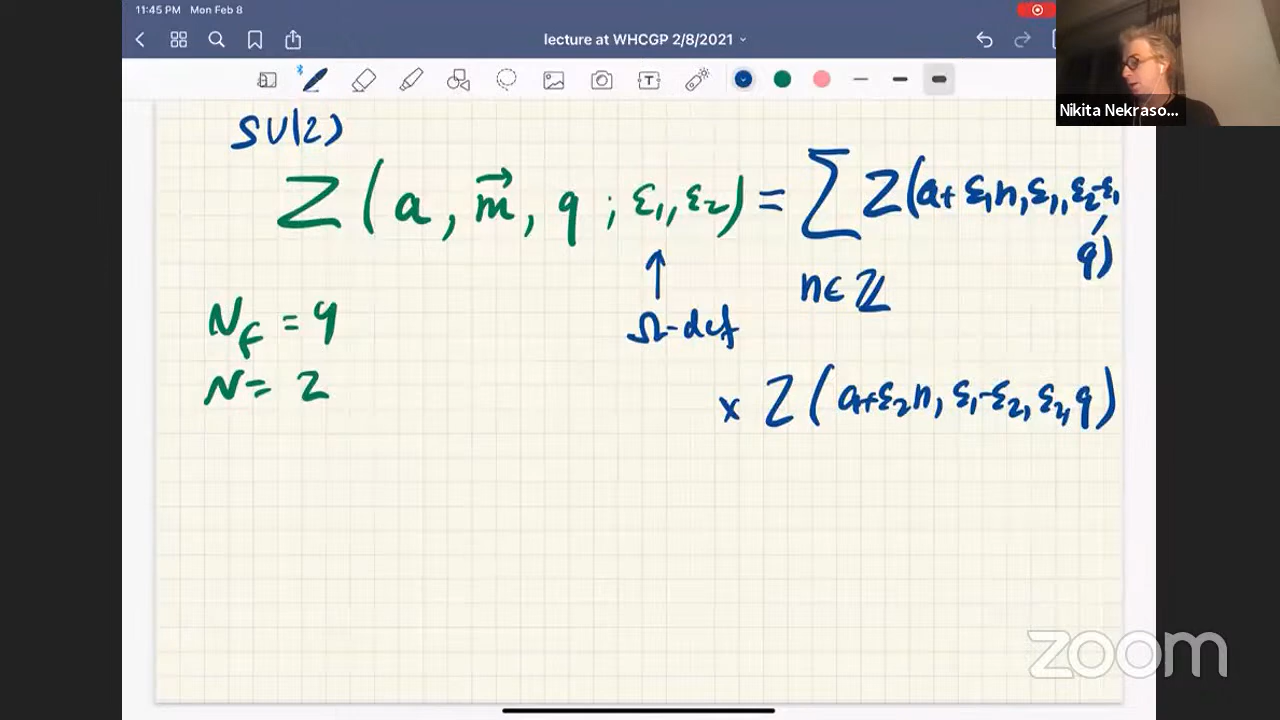 11:45 PM Mon Feb 8
lecture at WHCGP 2/8/2021
Nikita Nekraso...
SU(2)
Z(a, m⃗, q ; ε₁, ε₂) = Σ Z(a+ε₁n, ε₁, ε₂-ε₁, q)
n∈ℤ
Ω-def
N_f = 4
N = 2
× Z(a+ε₂n, ε₁-ε₂, ε₂, q)
zoom